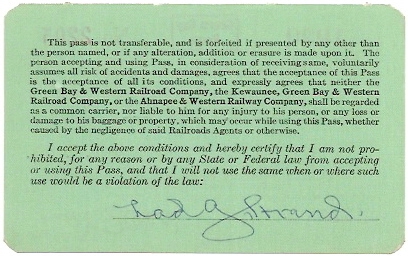 This pass is not transferable, and is forfeited if presented by any other than
the person named, or if any alteration, addition or erasure is made upon it. The
person accepting and using Pass, in consideration of receiving same, voluntarily
assumes all risk of accidents and damages, agrees that the acceptance of this Pass
is the acceptance of all its conditions, and expressly agrees that neither the
Green Bay & Western Railroad Company, the Kewaunee, Green Bay & Western
Railroad Company, or the Ahnapee & Western Railway Company, shall be regarded
as a common carrier, nor liable to him for any injury to his person, or any loss or
damage to his baggage or property, which may occur while using this Pass, whether
caused by the negligence of said Railroads Agents or otherwise.
I accept the above conditions and hereby certify that I am not pro-
hibited, for any reason or by any State or Federal law from accepting
or using this Pass, and that I will not use the same when or where such
use would be a violation of the law: